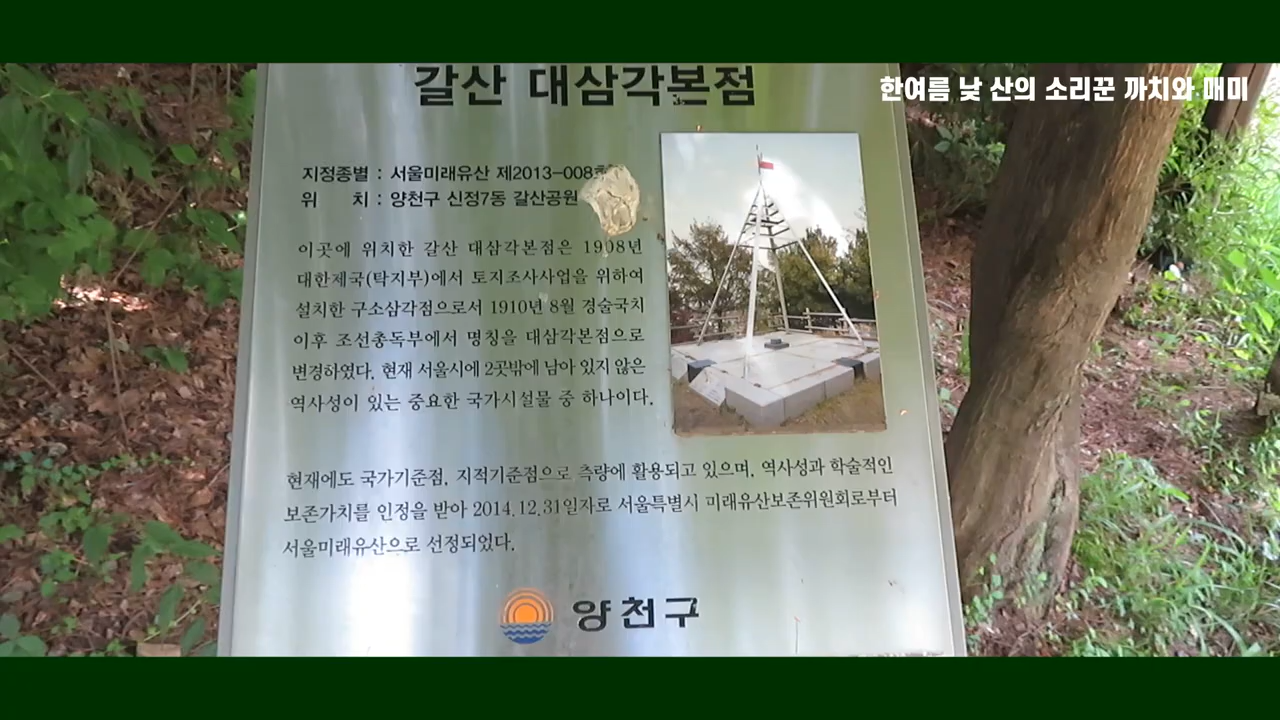 갈산 대삼각본점
한여름 낮 산의 소리꾼 까치와 매미
지정종별 : 서울미래유산 제2013-008호
위 치 : 양천구 신정7동 갈산공원
이곳에 위치한 갈산 대삼각본점은 1908년
대한제국(탁지부)에서 토지조사사업을 위하여
설치한 구소삼각점으로서 1910년 8월 경술국치
이후 조선총독부에서 명칭을 대삼각본점으로
변경하였다. 현재 서울시에 2곳밖에 남아 있지 않은
역사성이 있는 중요한 국가시설물 중 하나이다.
현재에도 국가기준점, 지적기준점으로 측량에 활용되고 있으며, 역사성과 학술적인
보존가치를 인정을 받아 2014.12.31일자로 서울특별시 미래유산보존위원회로부터
서울미래유산으로 선정되었다.
양천구